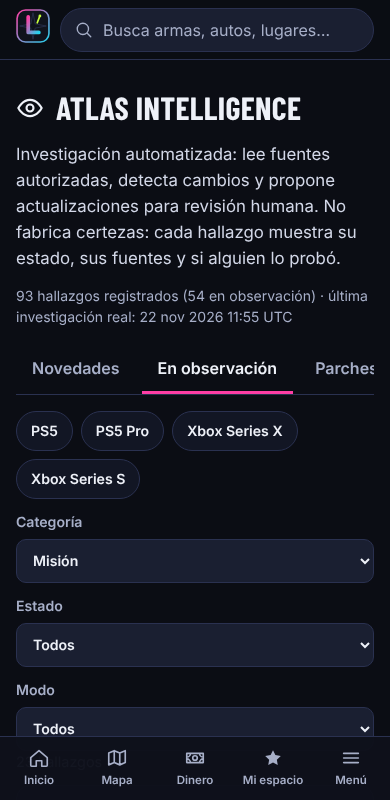 Busca armas, autos, lugares...
ATLAS INTELLIGENCE
Investigación automatizada: lee fuentes
autorizadas, detecta cambios y propone
actualizaciones para revisión humana. No
fabrica certezas: cada hallazgo muestra su
estado, sus fuentes y si alguien lo probó.
93 hallazgos registrados (54 en observación) · última
investigación real: 22 nov 2026 11:55 UTC
Novedades En observación Parches
PS5 PS5 Pro Xbox Series X
Xbox Series S
Categoría
Misión
Estado
Todos
Modo
Todos
Inicio Mapa Dinero Mi espacio Menú